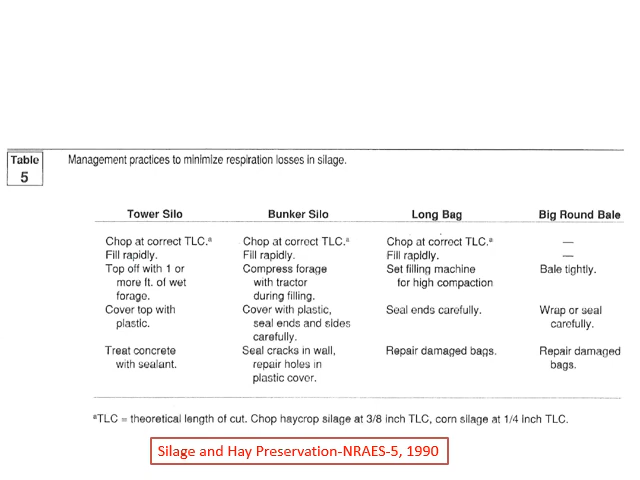 Table
5
Management practices to minimize respiration losses in silage.
Tower Silo Bunker Silo Long Bag Big Round Bale
Chop at correct TLC.ᵃ Chop at correct TLC.ᵃ Chop at correct TLC.ᵃ —
Fill rapidly. Fill rapidly. Fill rapidly. —
Top off with 1 or Compress forage Set filling machine Bale tightly.
more ft. of wet with tractor for high compaction
forage. during filling.
Cover top with Cover with plastic, Seal ends carefully. Wrap or seal
plastic. seal ends and sides carefully.
carefully.
Treat concrete Seal cracks in wall, Repair damaged bags. Repair damaged
with sealant. repair holes in bags.
plastic cover.
ᵃTLC = theoretical length of cut. Chop haycrop silage at 3/8 inch TLC, corn silage at 1/4 inch TLC.
Silage and Hay Preservation-NRAES-5, 1990